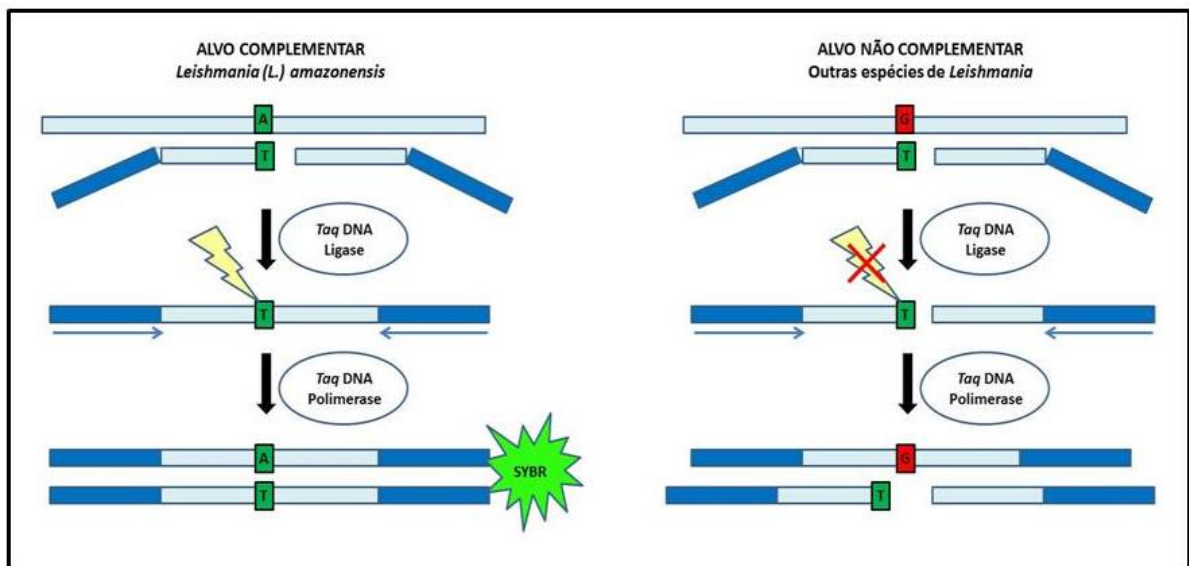 ALVO COMPLEMENTAR
Leishmania (L.) amazonensis
A
T
Taq DNA
Ligase
T
Taq DNA
Polimerase
A
SYBR
T
ALVO NÃO COMPLEMENTAR
Outras espécies de Leishmania
G
T
Taq DNA
Ligase
T
Taq DNA
Polimerase
G
T